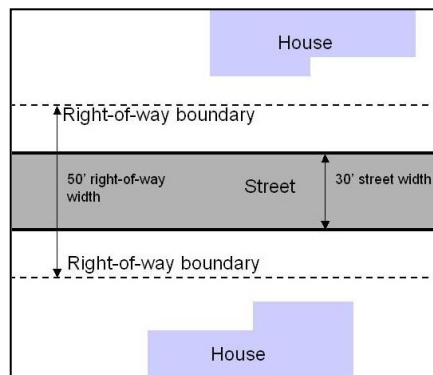 House
Right-of-way boundary
50' right-of-way
width
Street
30' street width
Right-of-way boundary
House